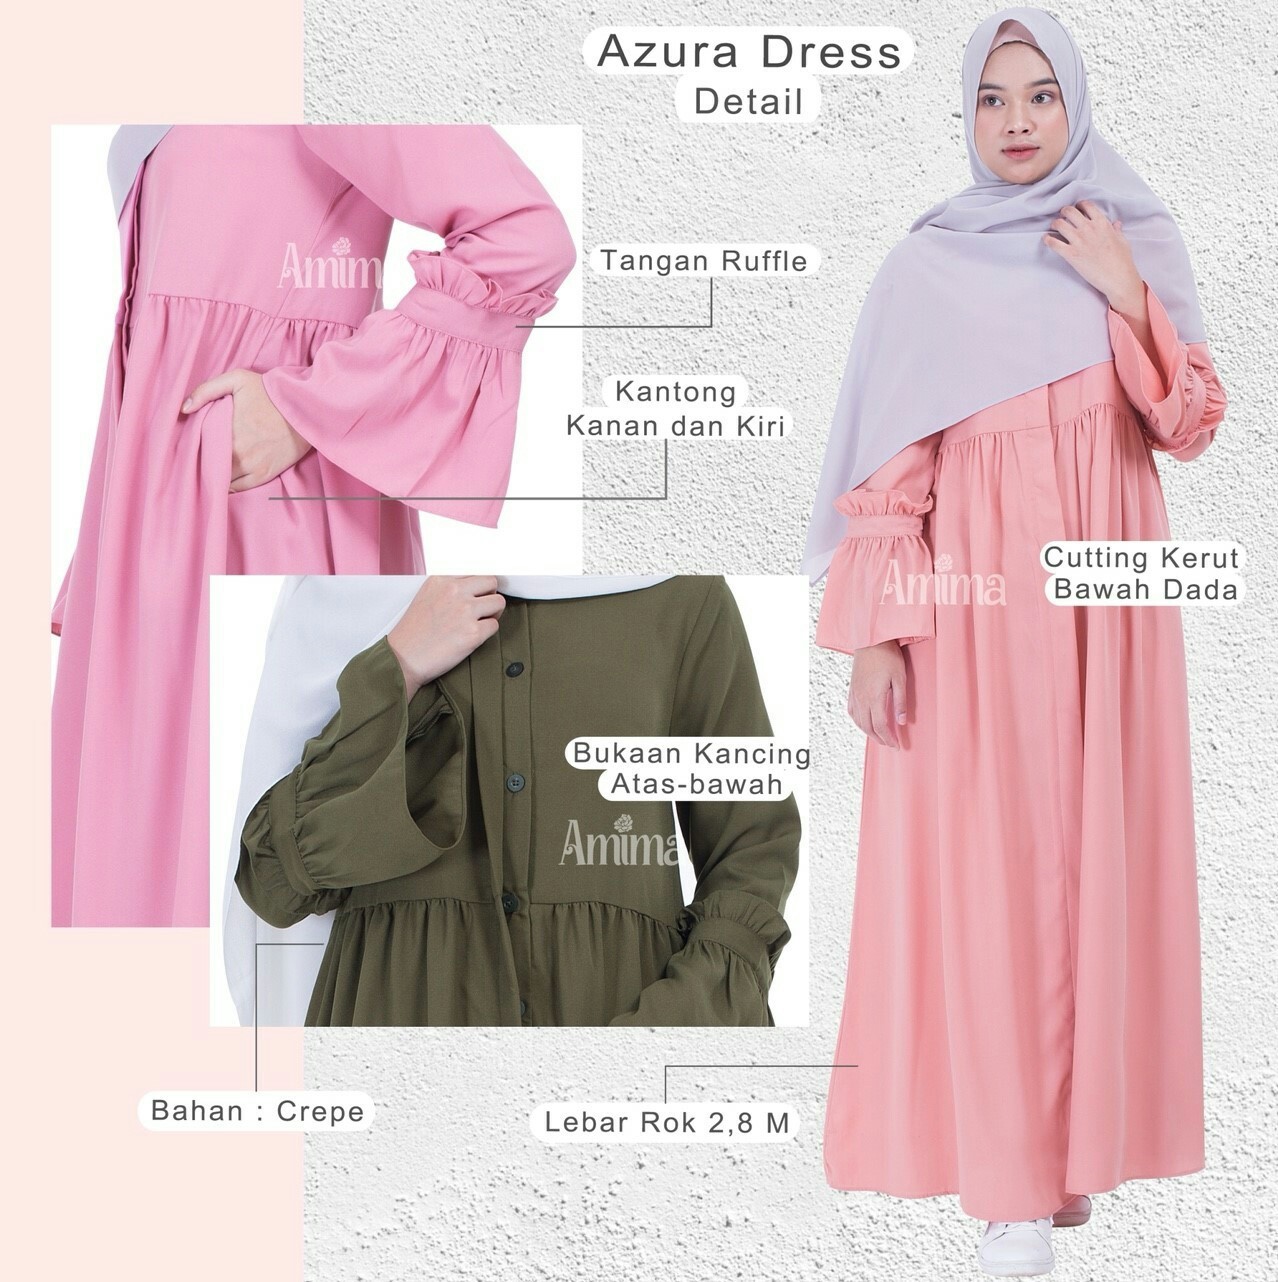 Azura Dress
Detail
Amim
Tangan Ruffle
Kantong
Kanan dan Kiri
Cutting Kerut
Bawah Dada
Amima
Bukaan Kancing
Atas-bawah
Amima
Bahan : Crepe
Lebar Rok 2,8 M